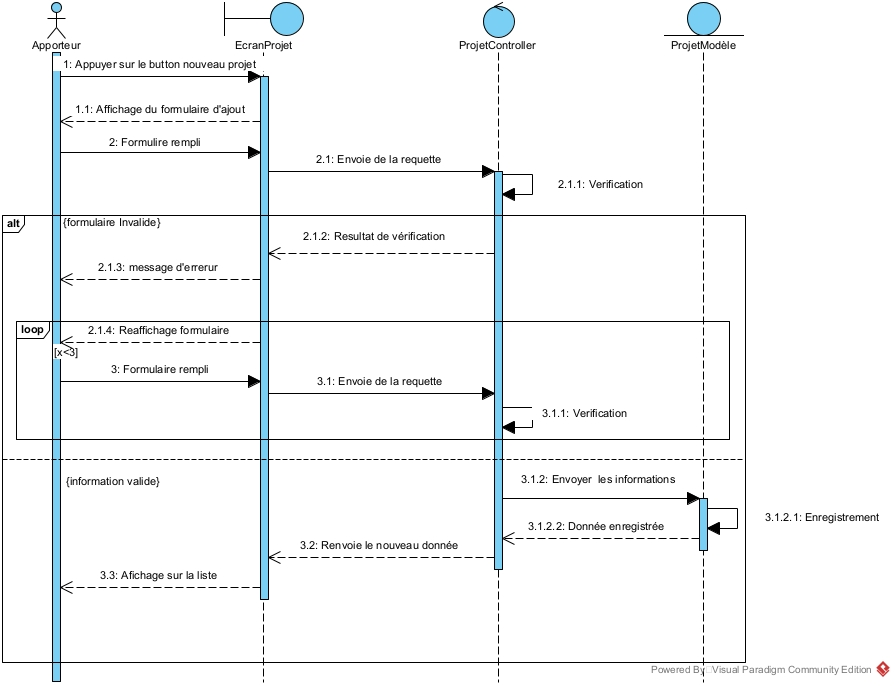 Apporteur
EcranProjet
ProjetController
ProjetModèle
1: Appuyer sur le button nouveau projet
1.1: Affichage du formulaire d'ajout
2: Formulire rempli
2.1: Envoie de la requette
2.1.1: Verification
alt
{formulaire Invalide}
2.1.2: Resultat de vérification
2.1.3: message d'errerur
loop
2.1.4: Reaffichage formulaire
[x<3]
3: Formulaire rempli
3.1: Envoie de la requette
3.1.1: Verification
{information valide}
3.1.2: Envoyer  les informations
3.1.2.1: Enregistrement
3.1.2.2: Donnée enregistrée
3.2: Renvoie le nouveau donnée
3.3: Afichage sur la liste
Powered By Visual Paradigm Community Edition